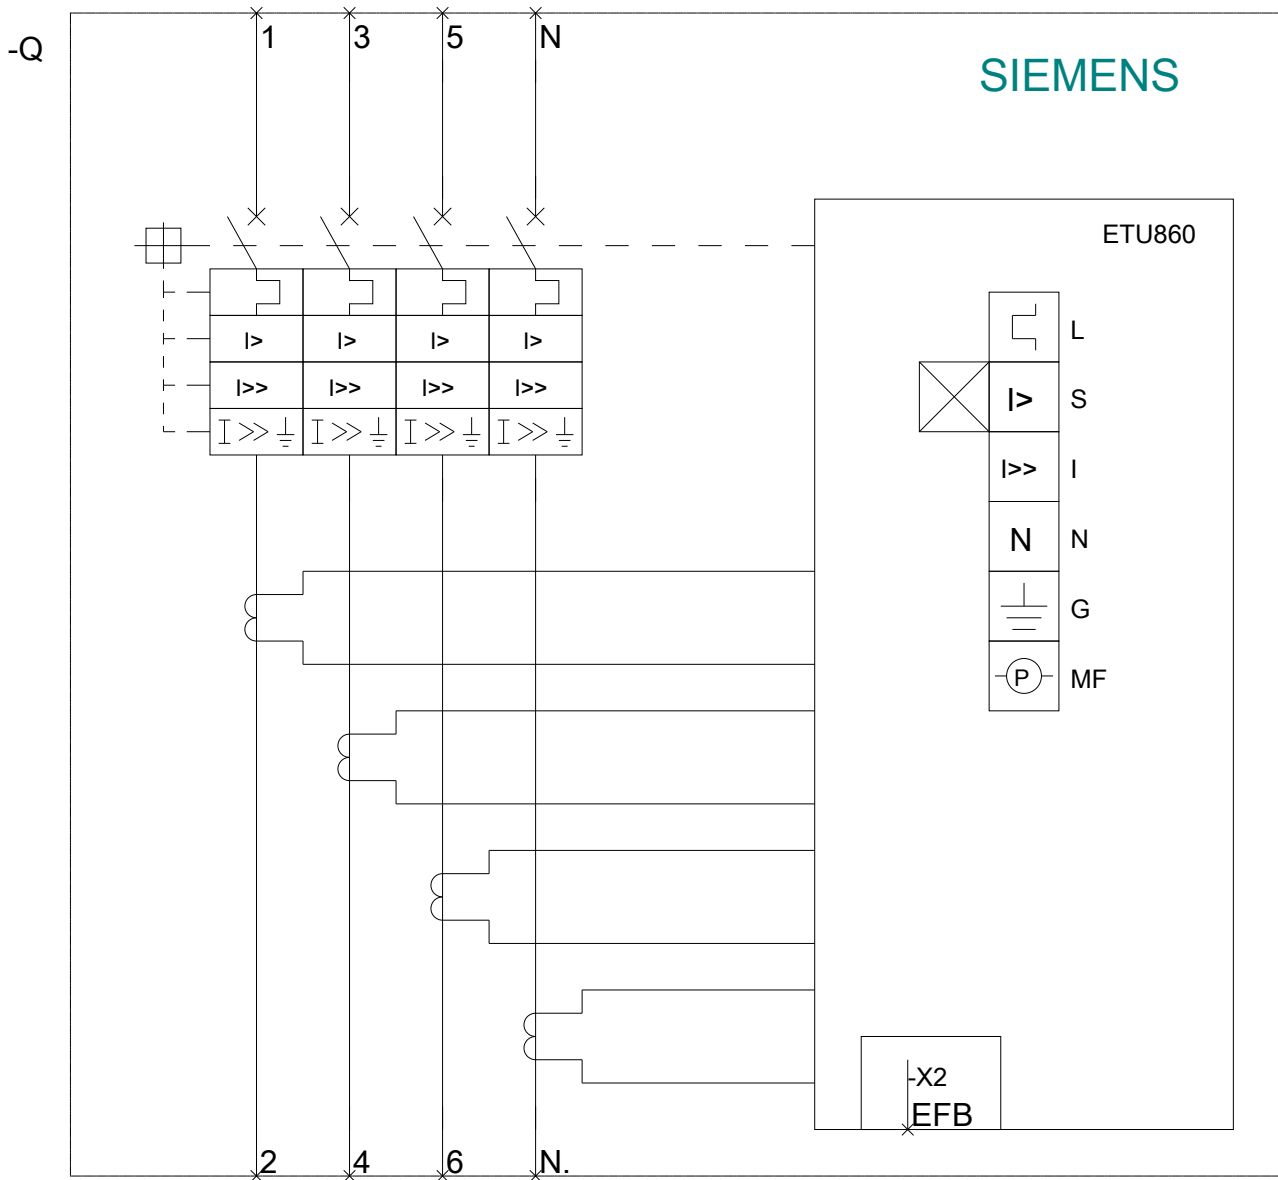 1 3 5 N
-Q
SIEMENS
ETU860
L
I> I> I> I> 
I> S
I>> I>> I>> I>>
I>> I>> I>> I>>
I>> I
N N
G
P MF
-X2
EFB
2 4 6 N.